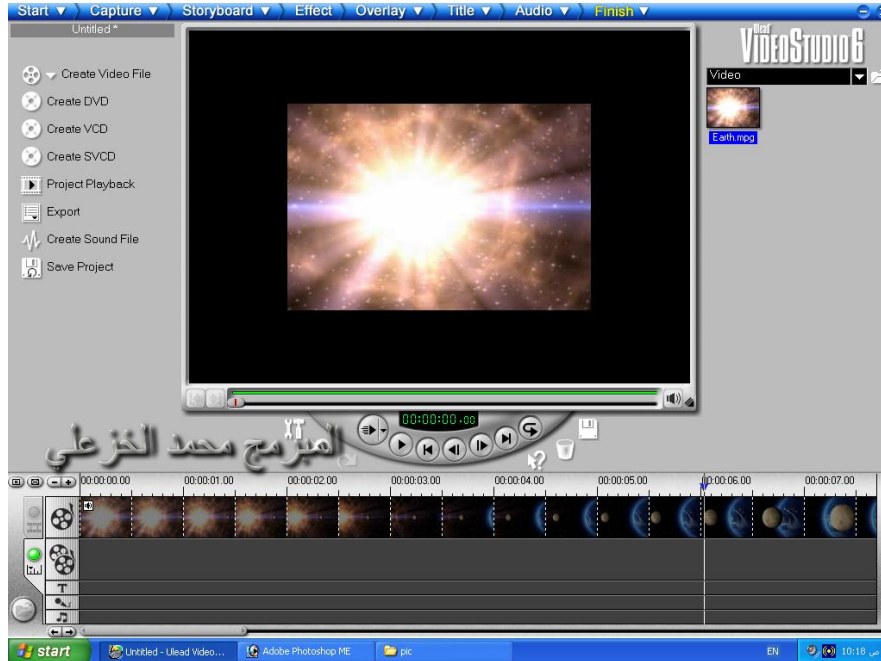 Start Capture Storyboard Effect Overlay Title Audio Finish
Untitled *
Ulead
VIDEOSTUDIO 6
Video
Earth.mpg
Create Video File
Create DVD
Create VCD
Create SVCD
Project Playback
Export
Create Sound File
Save Project
00:00:00.00
المبرمج محمد الخزعلي
00:00:00.00 00:00:01.00 00:00:02.00 00:00:03.00 00:00:04.00 00:00:05.00 00:00:06.00 00:00:07.00
T
start Untitled - Ulead Video... Adobe Photoshop ME pic EN 10:18 ص